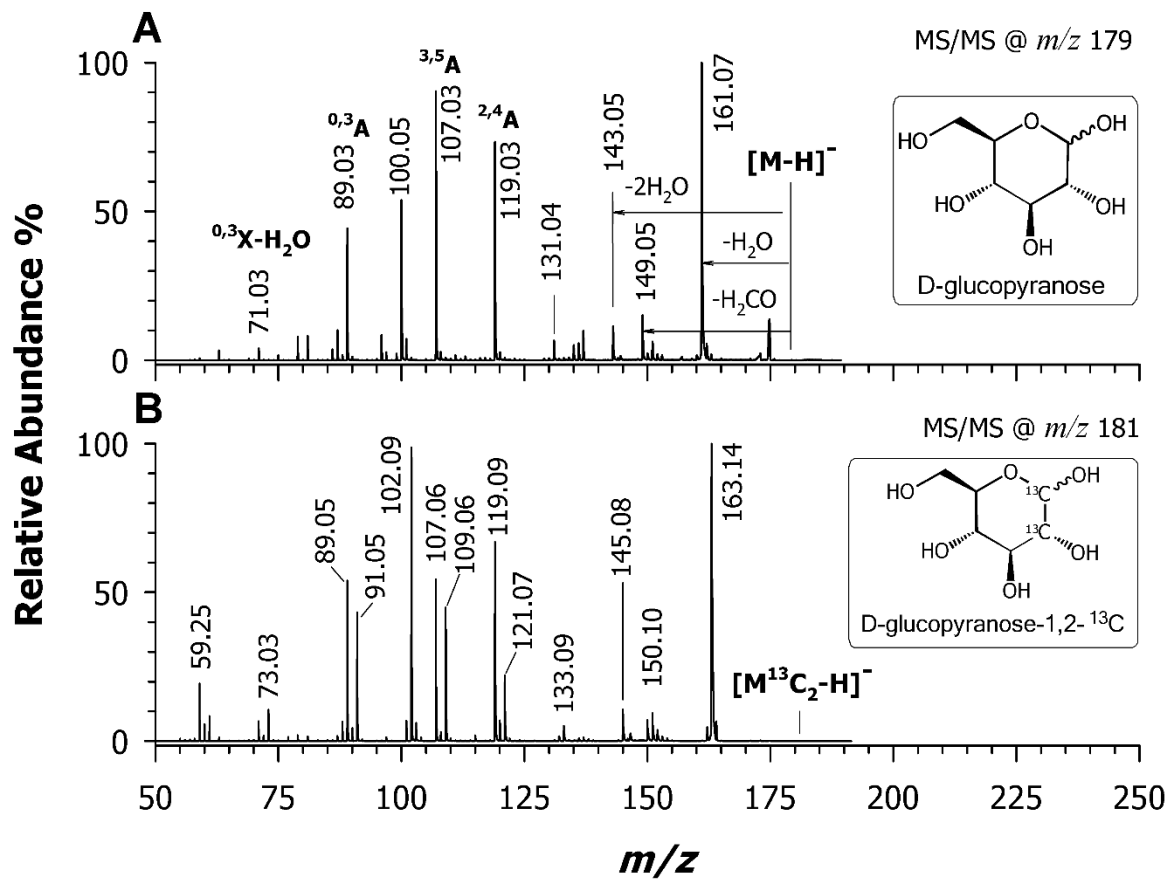 A
MS/MS @ m/z 179
Relative Abundance %
100
50
0
0,3X-H2O
71.03
0,3A
89.03
100.05
3,5A
107.03
2,4A
119.03
131.04
143.05
149.05
161.07
[M-H]-
-2H2O
-H2O
-H2CO
HO
O
OH
HO
OH
OH
D-glucopyranose
B
MS/MS @ m/z 181
100
50
0
59.25
73.03
89.05
91.05
102.09
107.06
109.06
119.09
121.07
133.09
145.08
150.10
163.14
[M13C2-H]-
HO
O
13C
OH
13C
HO
OH
OH
D-glucopyranose-1,2-13C
50 75 100 125 150 175 200 225 250
m/z